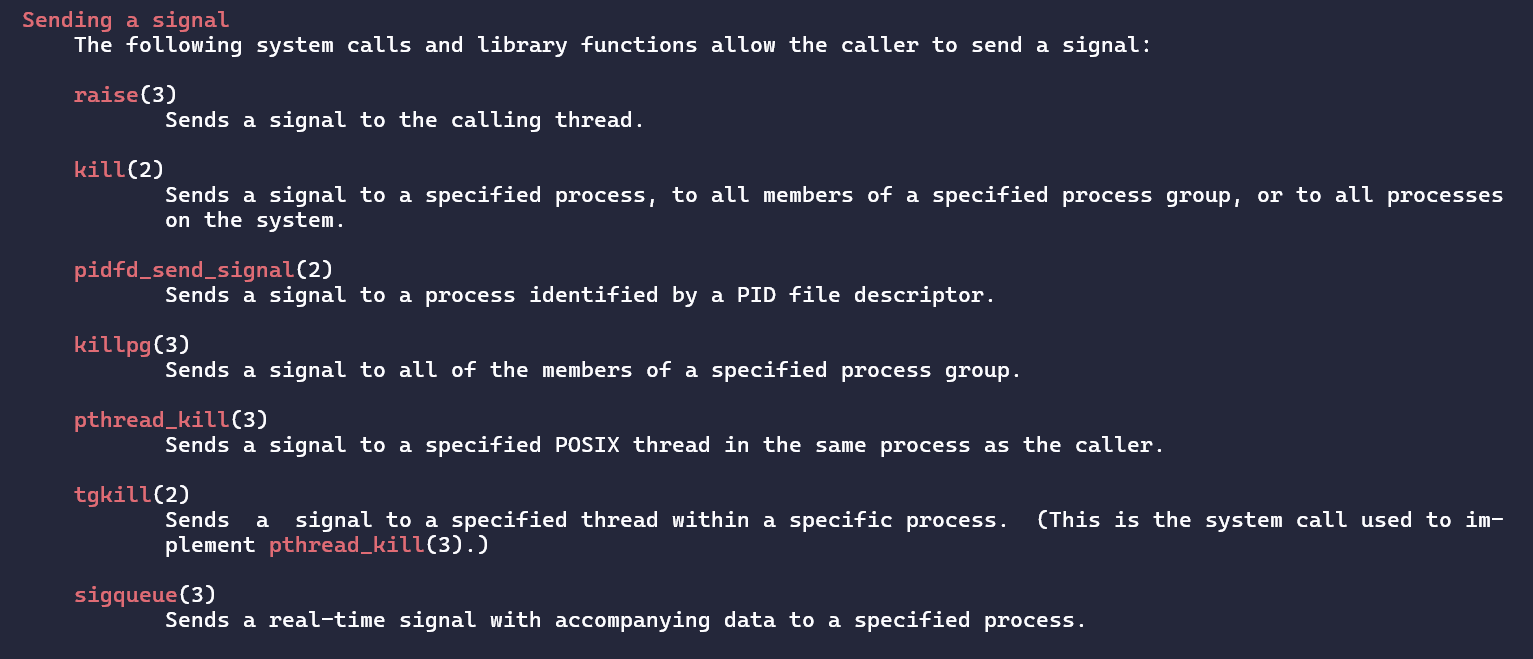 Sending a signal
The following system calls and library functions allow the caller to send a signal:
raise(3)
Sends a signal to the calling thread.
kill(2)
Sends a signal to a specified process, to all members of a specified process group, or to all processes
on the system.
pidfd_send_signal(2)
Sends a signal to a process identified by a PID file descriptor.
killpg(3)
Sends a signal to all of the members of a specified process group.
pthread_kill(3)
Sends a signal to a specified POSIX thread in the same process as the caller.
tgkill(2)
Sends  a  signal to a specified thread within a specific process.  (This is the system call used to im-
plement pthread_kill(3).)
sigqueue(3)
Sends a real-time signal with accompanying data to a specified process.